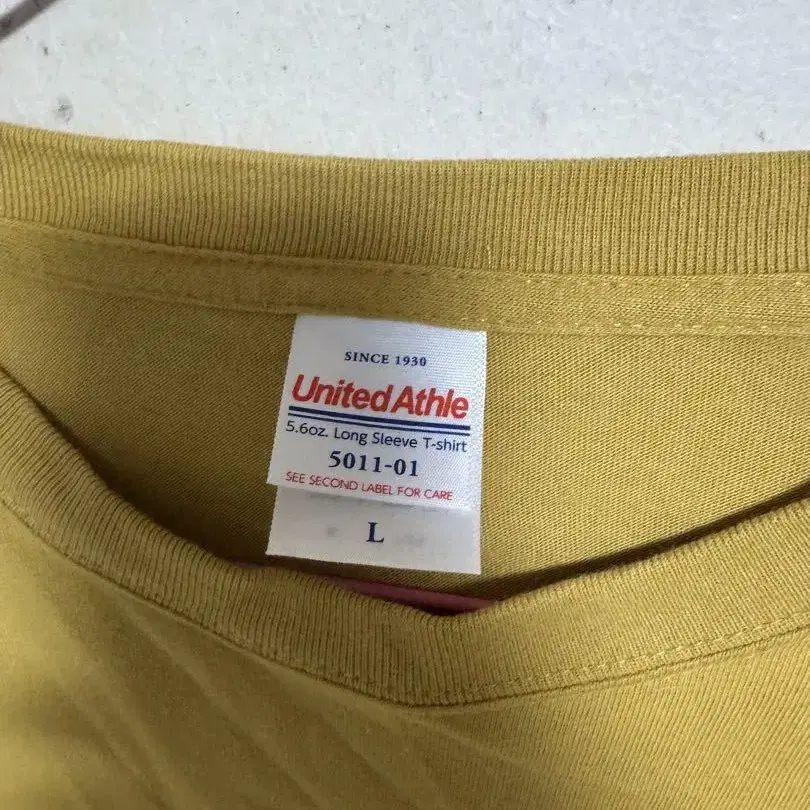 SINCE 1930
United Athle
5.6oz. Long Sleeve T-shirt
5011-01
SEE SECOND LABEL FOR CARE
L